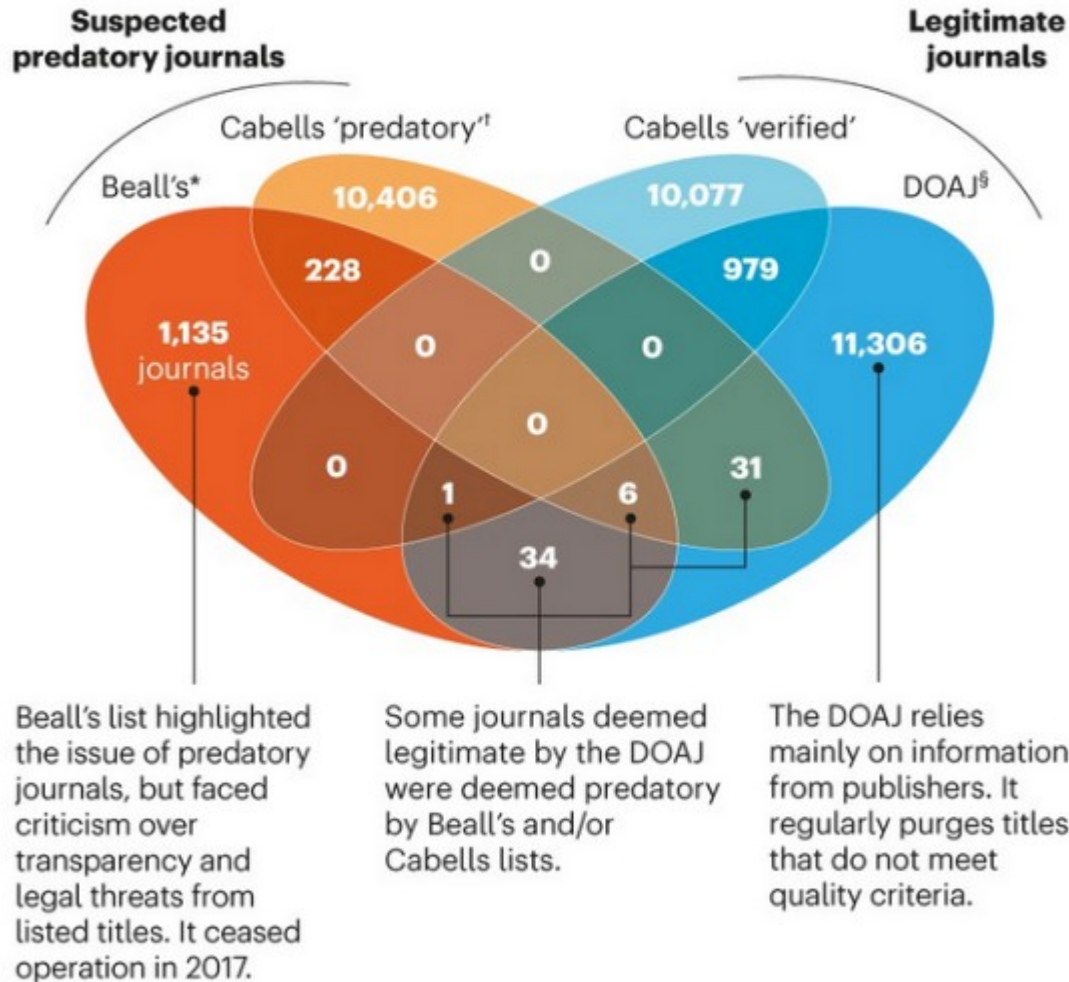 Suspected
predatory journals
Legitimate
journals
Cabells ‘predatory’†
Cabells ‘verified’
Beall’s*
DOAJ§
10,406
10,077
228
0
979
1,135
journals
0
0
11,306
0
0
31
1
6
34
Beall’s list highlighted
the issue of predatory
journals, but faced
criticism over
transparency and
legal threats from
listed titles. It ceased
operation in 2017.
Some journals deemed
legitimate by the DOAJ
were deemed predatory
by Beall’s and/or
Cabells lists.
The DOAJ relies
mainly on information
from publishers. It
regularly purges titles
that do not meet
quality criteria.